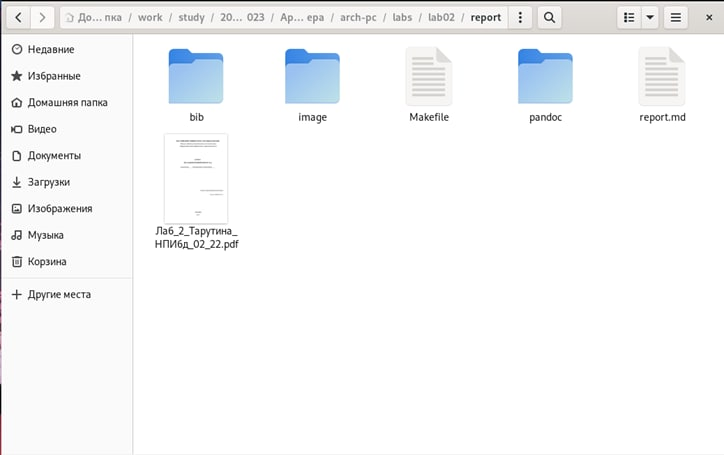 До… пка / work / study / 20… 023 / Ар… ера / arch-pc / labs / lab02 / report
Недавние
Избранные
Домашняя папка
Видео
Документы
Загрузки
Изображения
Музыка
Корзина
Другие места
bib
image
Makefile
pandoc
report.md
Лаб_2_Тарутина_
НПИбд_02_22.pdf